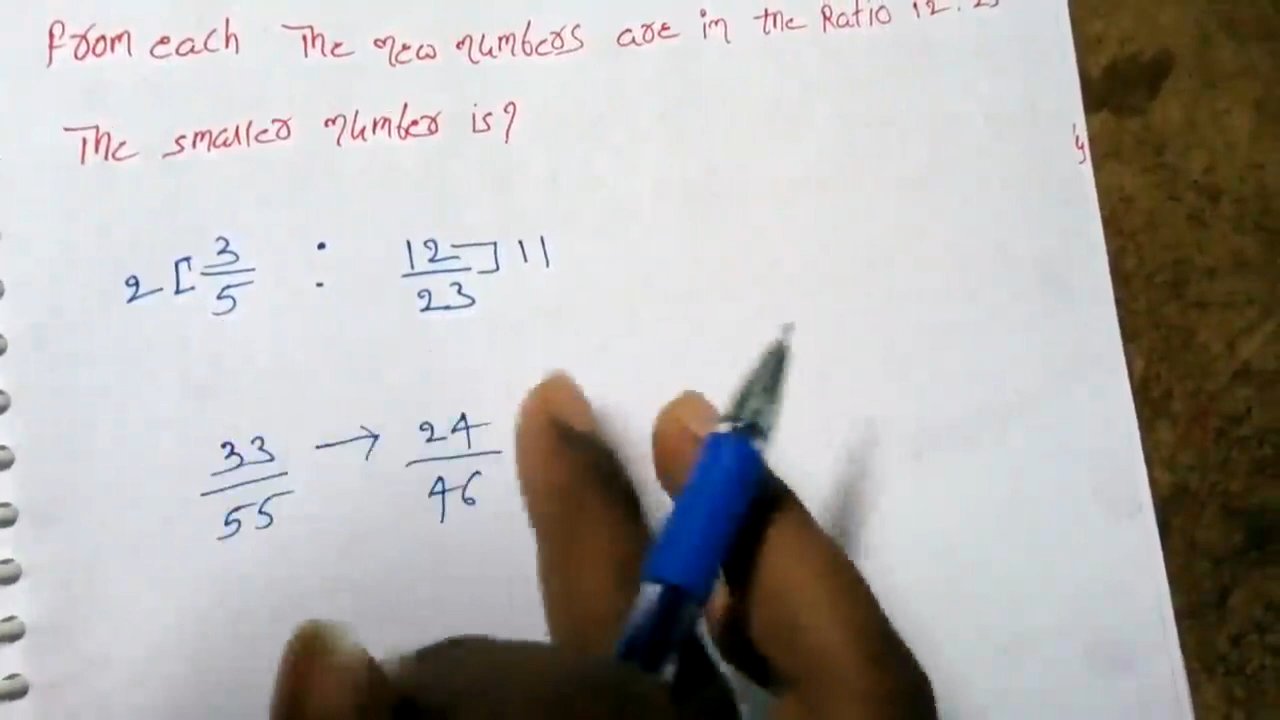 from each The new numbers are in the Ratio 12:23
The smaller number is?
2 [ 3/5 : 12/23 ] 11
33/55 → 24/46